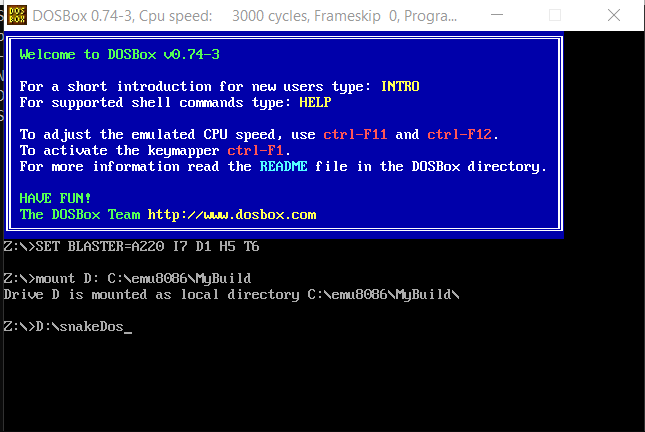 DOS
BOX
DOSBox 0.74-3, Cpu speed: 3000 cycles, Frameskip 0, Progra...
Welcome to DOSBox v0.74-3
For a short introduction for new users type: INTRO
For supported shell commands type: HELP
To adjust the emulated CPU speed, use ctrl-F11 and ctrl-F12.
To activate the keymapper ctrl-F1.
For more information read the README file in the DOSBox directory.
HAVE FUN!
The DOSBox Team http://www.dosbox.com
Z:\>SET BLASTER=A220 I7 D1 H5 T6
Z:\>mount D: C:\emu8086\MyBuild
Drive D is mounted as local directory C:\emu8086\MyBuild\
Z:\>D:\snakeDos_